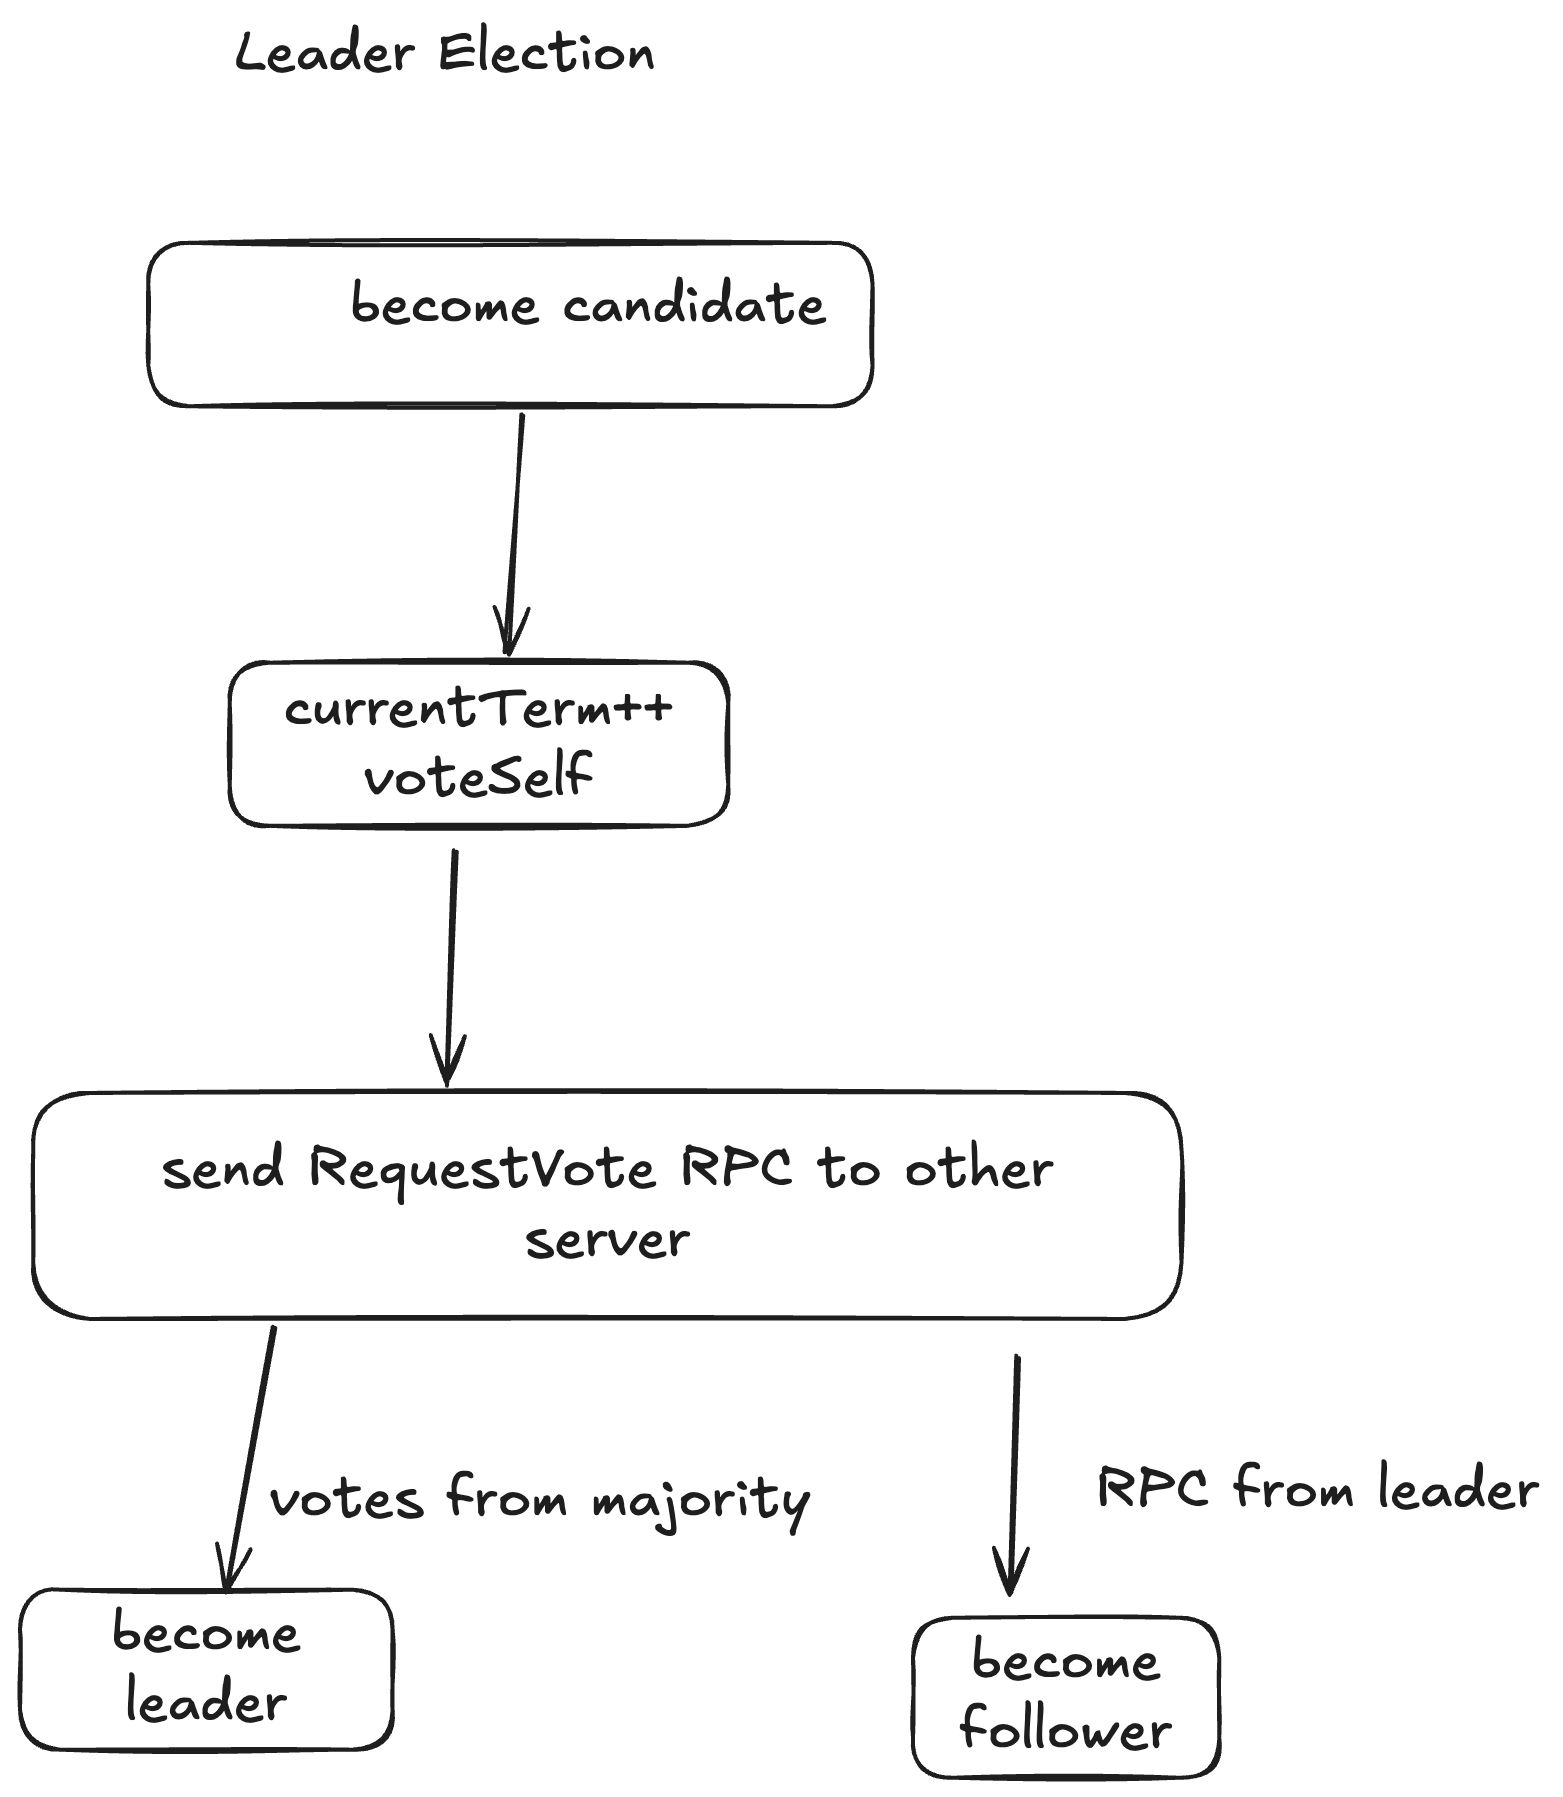 Leader Election
become candidate
currentTerm++
voteSelf
send RequestVote RPC to other
server
votes from majority
RPC from leader
become
leader
become
follower